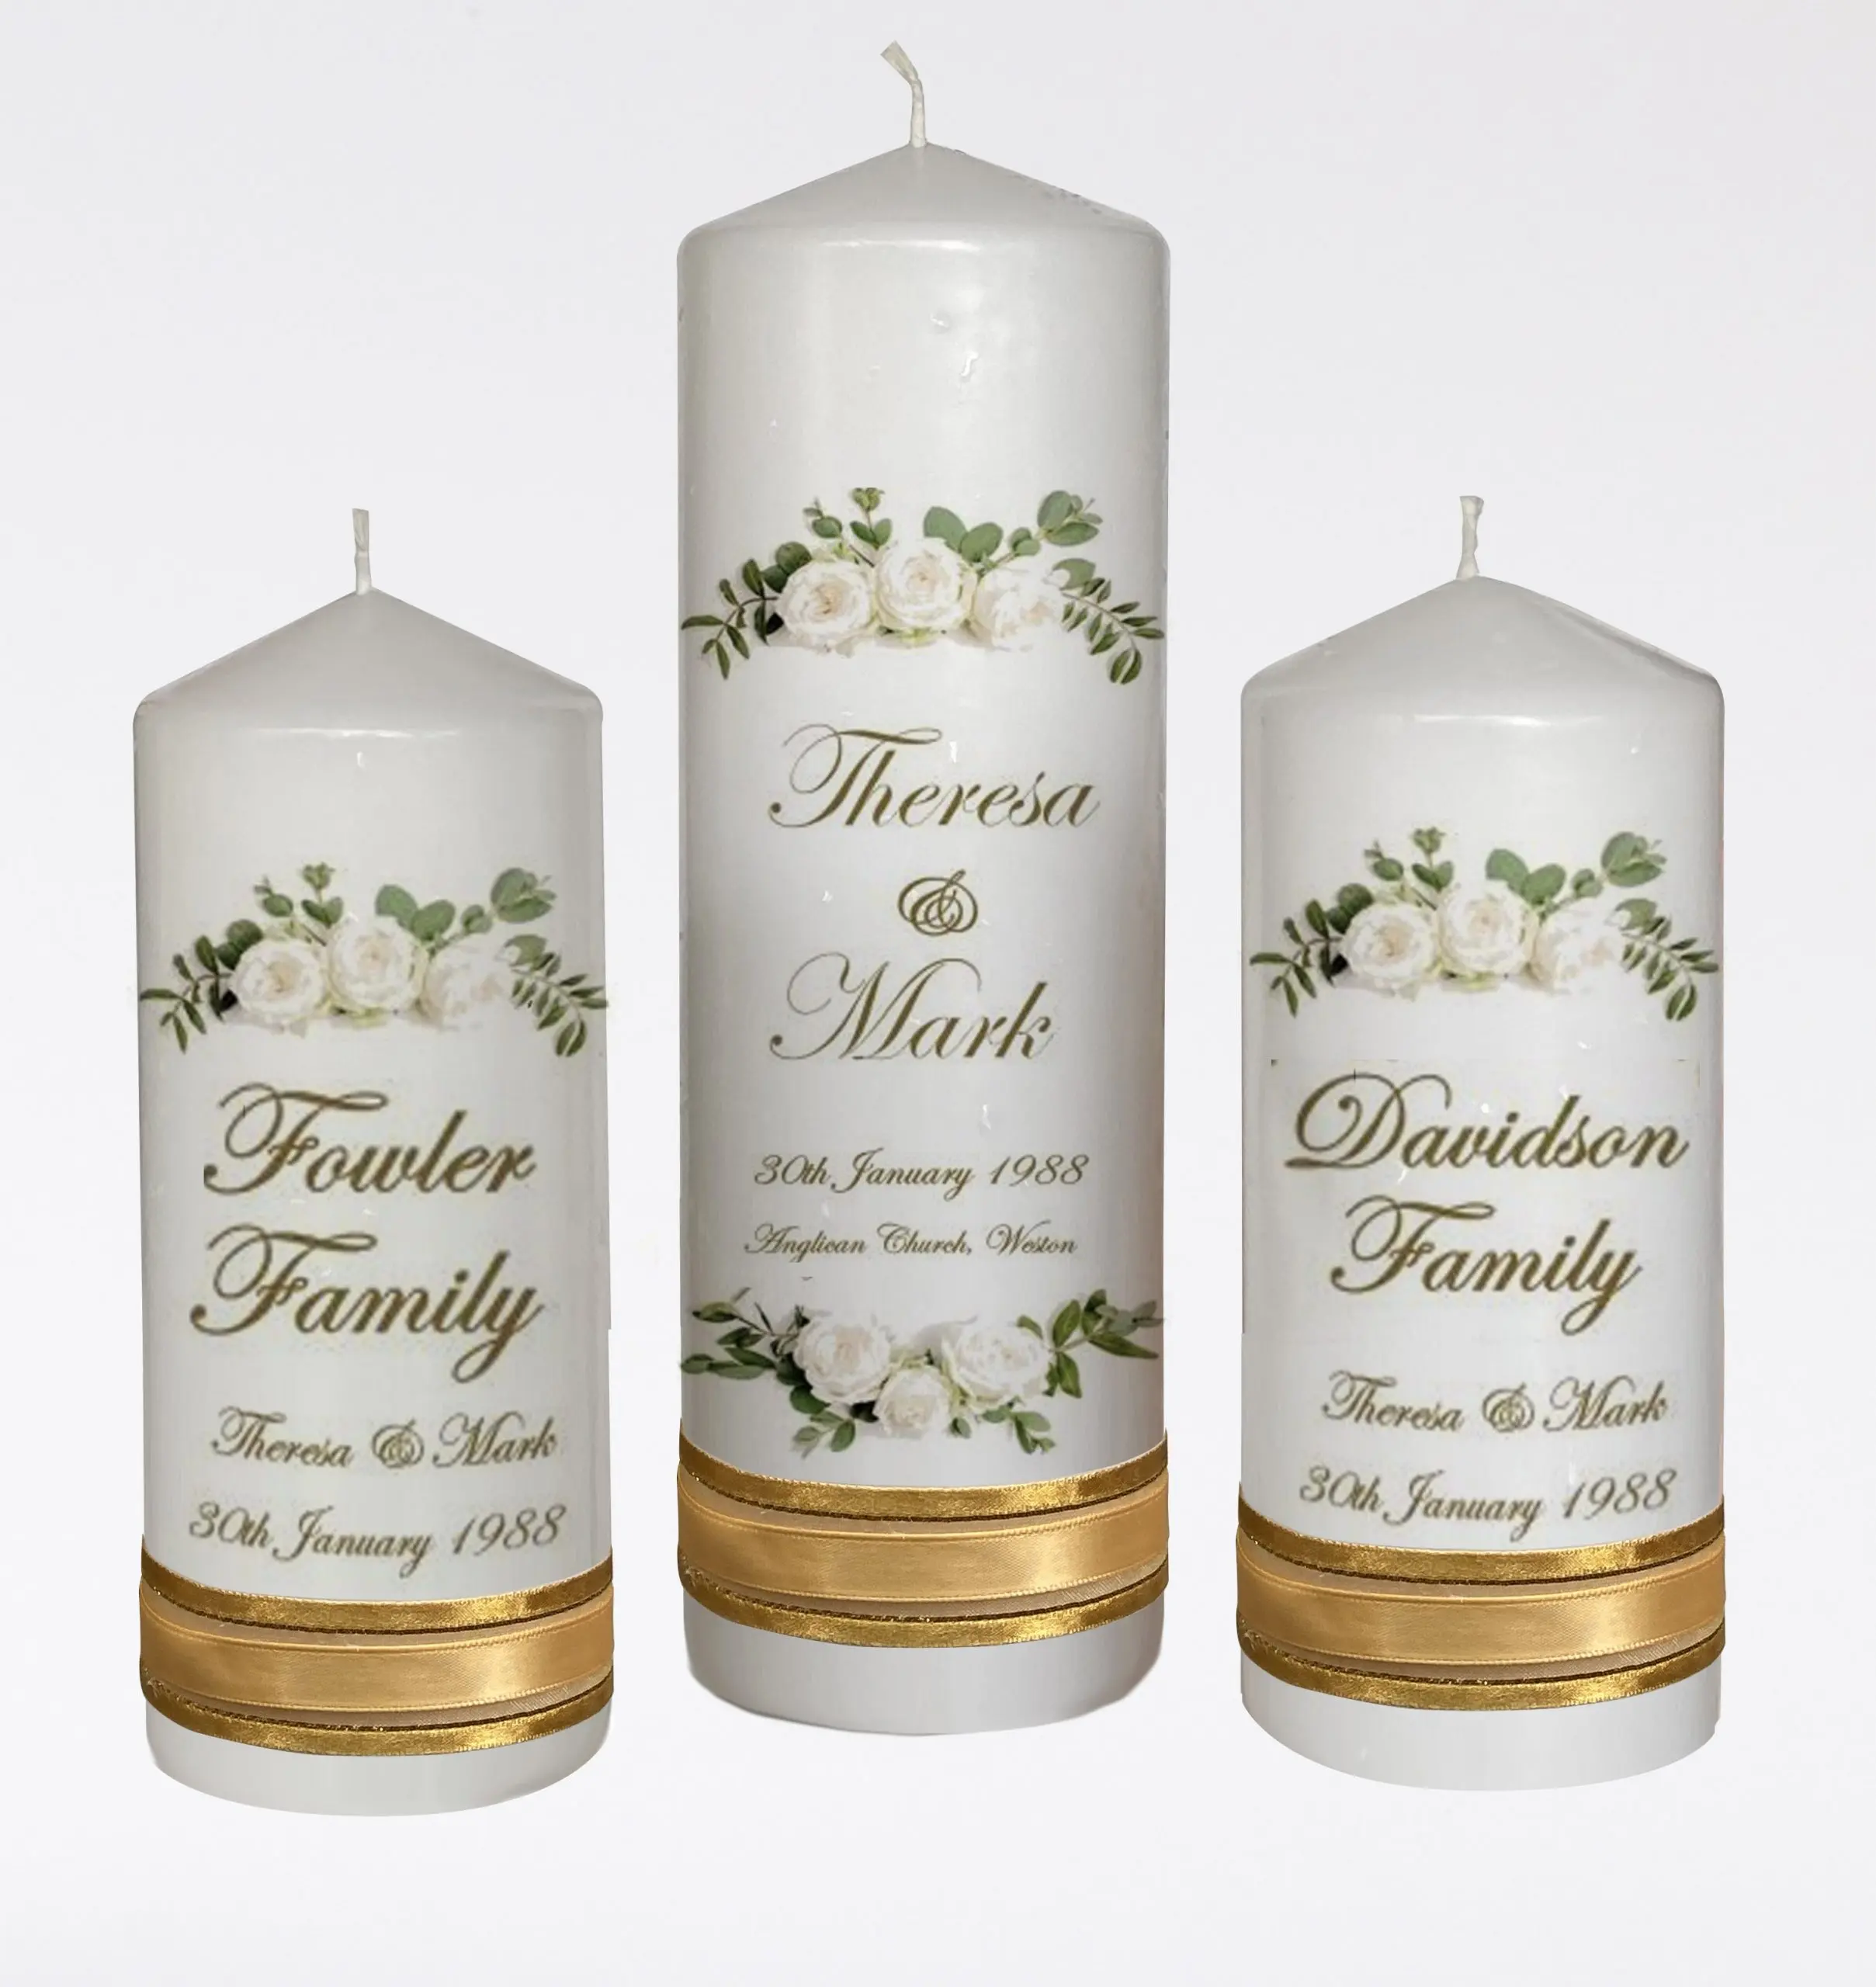 Fowler
Family
Theresa & Mark
30th January 1988
Theresa
&
Mark
30th January 1988
Anglican Church, Weston
Davidson
Family
Theresa & Mark
30th January 1988